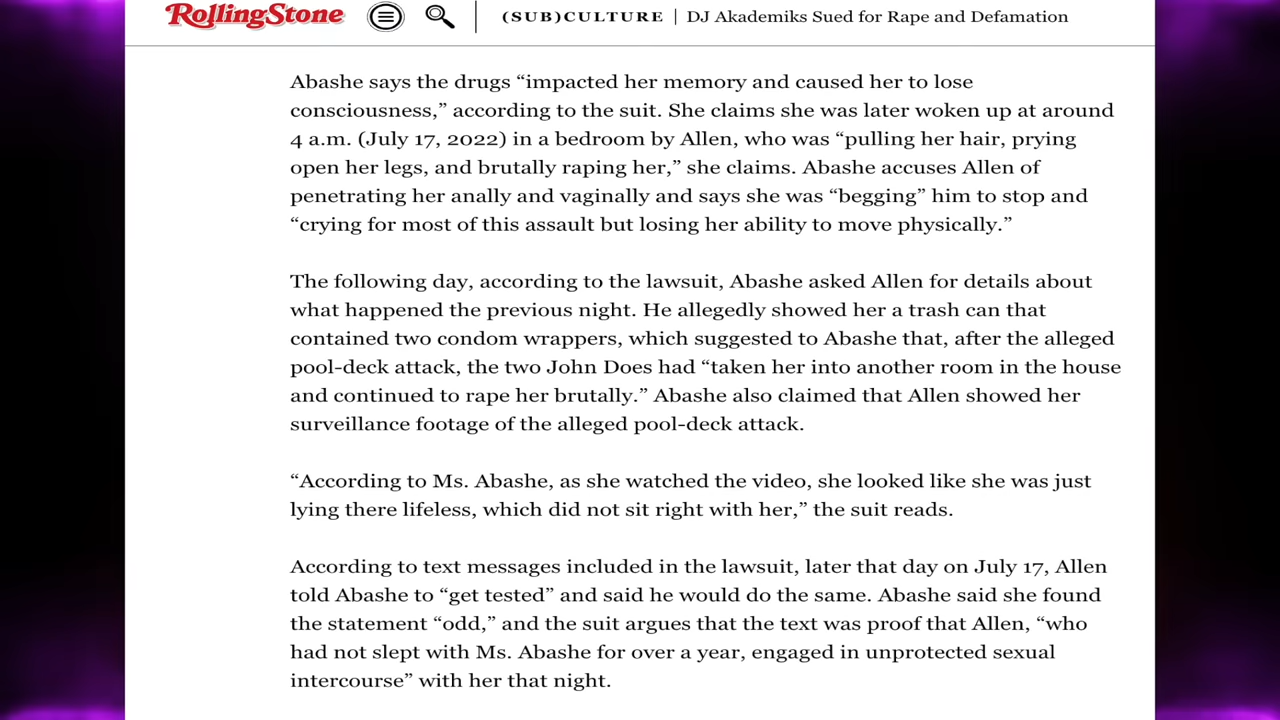 RollingStone (SUB)CULTURE | DJ Akademiks Sued for Rape and Defamation
Abashe says the drugs “impacted her memory and caused her to lose
consciousness,” according to the suit. She claims she was later woken up at around
4 a.m. (July 17, 2022) in a bedroom by Allen, who was “pulling her hair, prying
open her legs, and brutally raping her,” she claims. Abashe accuses Allen of
penetrating her anally and vaginally and says she was “begging” him to stop and
“crying for most of this assault but losing her ability to move physically.”
The following day, according to the lawsuit, Abashe asked Allen for details about
what happened the previous night. He allegedly showed her a trash can that
contained two condom wrappers, which suggested to Abashe that, after the alleged
pool-deck attack, the two John Does had “taken her into another room in the house
and continued to rape her brutally.” Abashe also claimed that Allen showed her
surveillance footage of the alleged pool-deck attack.
“According to Ms. Abashe, as she watched the video, she looked like she was just
lying there lifeless, which did not sit right with her,” the suit reads.
According to text messages included in the lawsuit, later that day on July 17, Allen
told Abashe to “get tested” and said he would do the same. Abashe said she found
the statement “odd,” and the suit argues that the text was proof that Allen, “who
had not slept with Ms. Abashe for over a year, engaged in unprotected sexual
intercourse” with her that night.